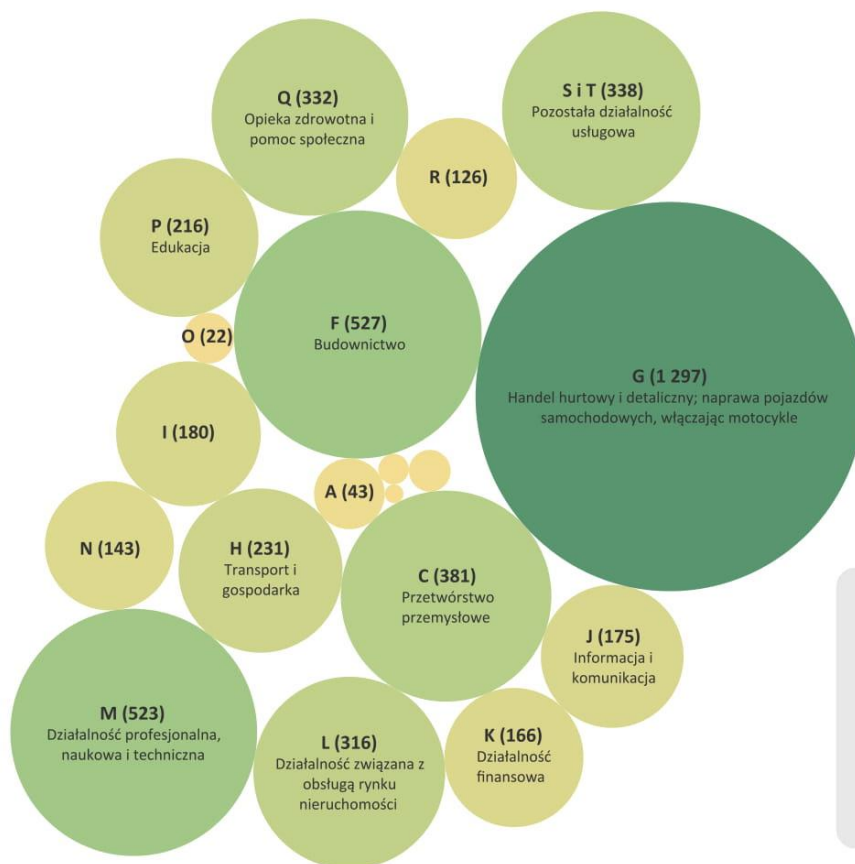 Q (332)
Opieka zdrowotna i
pomoc społeczna
S i T (338)
Pozostała działalność
usługowa
R (126)
P (216)
Edukacja
O (22)
F (527)
Budownictwo
G (1 297)
Handel hurtowy i detaliczny; naprawa pojazdów
samochodowych, włączając motocykle
I (180)
A (43)
N (143)
H (231)
Transport i
gospodarka
C (381)
Przetwórstwo
przemysłowe
J (175)
Informacja i
komunikacja
M (523)
Działalność profesjonalna,
naukowa i techniczna
L (316)
Działalność związana z
obsługą rynku
nieruchomości
K (166)
Działalność
finansowa